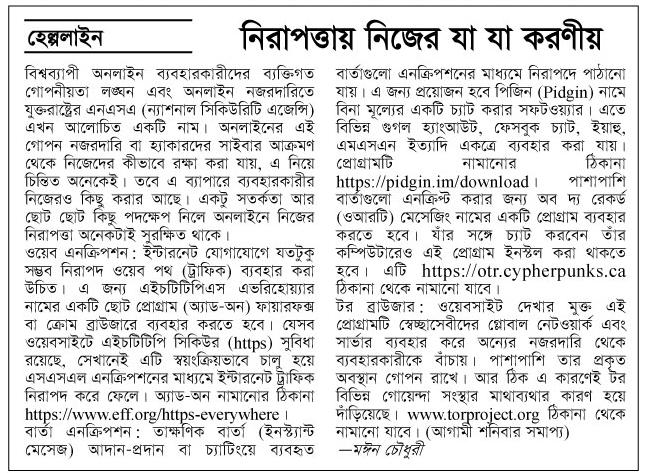 হেল্পলাইন
নিরাপত্তায় নিজের যা যা করণীয়
বিশ্বব্যাপী অনলাইন ব্যবহারকারীদের ব্যক্তিগত
গোপনীয়তা লঙ্ঘন এবং অনলাইন নজরদারিতে
যুক্তরাষ্ট্রের এনএসএ (ন্যাশনাল সিকিউরিটি এজেন্সি)
এখন আলোচিত একটি নাম। অনলাইনের এই
গোপন নজরদারি বা হ্যাকারদের সাইবার আক্রমণ
থেকে নিজেদের কীভাবে রক্ষা করা যায়, এ নিয়ে
চিন্তিত অনেকেই। তবে এ ব্যাপারে ব্যবহারকারীর
নিজেরও কিছু করার আছে। একটু সতর্কতা আর
ছোট ছোট কিছু পদক্ষেপ নিলে অনলাইনে নিজের
নিরাপত্তা অনেকটাই সুরক্ষিত থাকে।
ওয়েব এনক্রিপশন: ইন্টারনেট যোগাযোগে যতটুকু
সম্ভব নিরাপদ ওয়েব পথ (ট্রাফিক) ব্যবহার করা
উচিত। এ জন্য এইচটিটিপিএস এভরিহোয়্যার
নামের একটি ছোট প্রোগ্রাম (অ্যাড-অন) ফায়ারফক্স
বা ক্রোম ব্রাউজারে ব্যবহার করতে হবে। যেসব
ওয়েবসাইটে এইচটিটিপি সিকিউর (https) সুবিধা
রয়েছে, সেখানেই এটি স্বয়ংক্রিয়ভাবে চালু হয়ে
এসএসএল এনক্রিপশনের মাধ্যমে ইন্টারনেট ট্রাফিক
নিরাপদ করে ফেলে। অ্যাড-অন নামানোর ঠিকানা
https://www.eff.org/https-everywhere।
বার্তা এনক্রিপশন: তাৎক্ষণিক বার্তা (ইনস্ট্যান্ট
মেসেজ) আদান-প্রদান বা চ্যাটিংয়ে ব্যবহৃত
বার্তাগুলো এনক্রিপশনের মাধ্যমে নিরাপদে পাঠানো
যায়। এ জন্য প্রয়োজন হবে পিজিন (Pidgin) নামে
বিনা মূল্যের একটি চ্যাট করার সফটওয়্যার। এতে
বিভিন্ন গুগল হ্যাংআউট, ফেসবুক চ্যাট, ইয়াহু,
এমএসএন ইত্যাদি একত্রে ব্যবহার করা যায়।
প্রোগ্রামটি নামানোর ঠিকানা
https://pidgin.im/download। পাশাপাশি
বার্তাগুলো এনক্রিপ্ট করার জন্য অব দ্য রেকর্ড
(ওআরটি) মেসেজিং নামের একটি প্রোগ্রাম ব্যবহার
করতে হবে। যাঁর সঙ্গে চ্যাট করবেন তাঁর
কম্পিউটারেও এই প্রোগ্রাম ইনস্টল করা থাকতে
হবে। এটি https://otr.cypherpunks.ca
ঠিকানা থেকে নামানো যাবে।
টর ব্রাউজার: ওয়েবসাইট দেখার মুক্ত এই
প্রোগ্রামটি স্বেচ্ছাসেবীদের গ্লোবাল নেটওয়ার্ক এবং
সার্ভার ব্যবহার করে অন্যের নজরদারি থেকে
ব্যবহারকারীকে বাঁচায়। পাশাপাশি তার প্রকৃত
অবস্থান গোপন রাখে। আর ঠিক এ কারণেই টর
বিভিন্ন গোয়েন্দা সংস্থার মাথাব্যথার কারণ হয়ে
দাঁড়িয়েছে। www.torproject.org ঠিকানা থেকে
নামানো যাবে। (আগামী শনিবার সমাপ্য)
—মঈন চৌধুরী